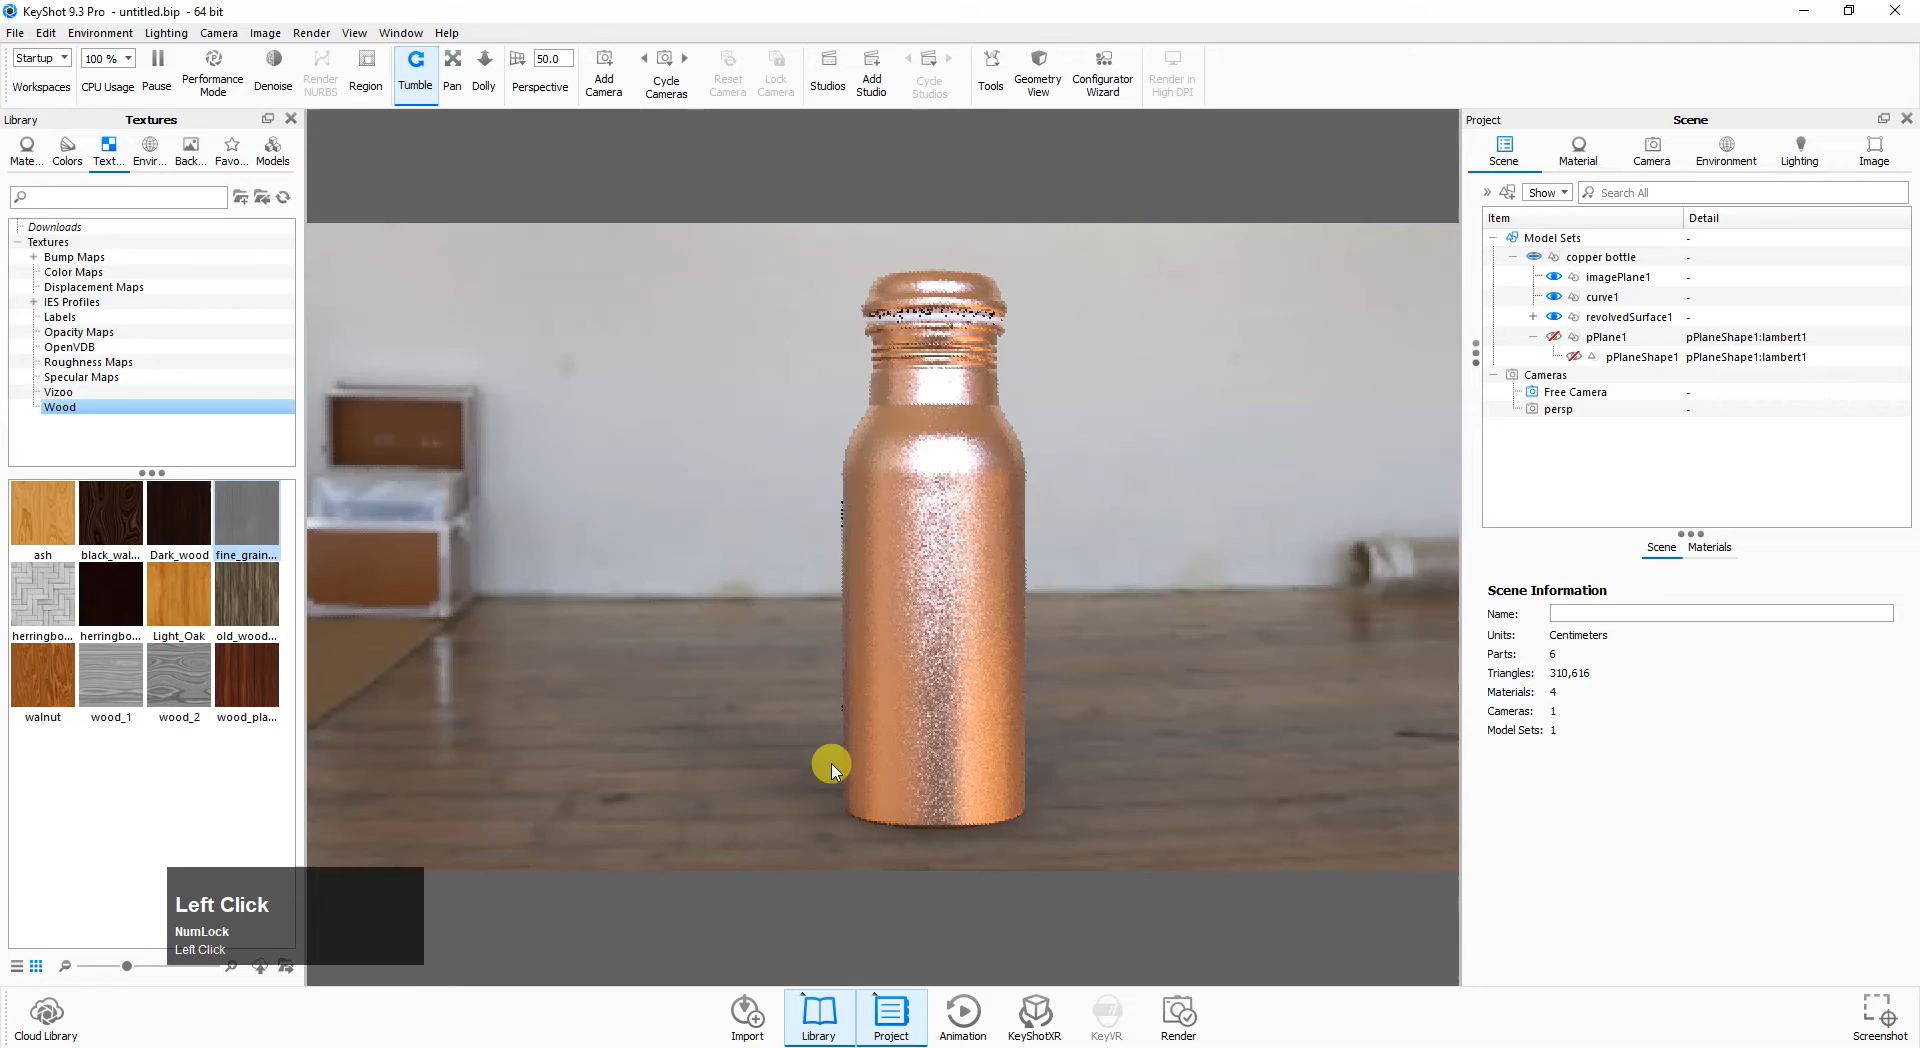 KeyShot 9.3 Pro - untitled.bip - 64 bit
File Edit Environment Lighting Camera Image Render View Window Help
Startup 100 % 50.0
Workspaces CPU Usage Pause Performance Mode Denoise Render NURBS Region Tumble Pan Dolly Perspective Add Camera Cycle Cameras Reset Camera Lock Camera Studios Add Studio Cycle Studios Tools Geometry View Configurator Wizard Render in High DPI
Library Textures
Mate... Colors Text... Envir... Back... Favo... Models
Downloads
Textures
Bump Maps
Color Maps
Displacement Maps
IES Profiles
Labels
Opacity Maps
OpenVDB
Roughness Maps
Specular Maps
Vizoo
Wood
ash black_wal... Dark_wood fine_grain...
herringbo... herringbo... Light_Oak old_wood...
walnut wood_1 wood_2 wood_pla...
Left Click
NumLock
Left Click
Project Scene
Scene Material Camera Environment Lighting Image
Show Search All
Item Detail
Model Sets -
copper bottle -
imagePlane1 -
curve1 -
revolvedSurface1 -
pPlane1 pPlaneShape1:lambert1
pPlaneShape1 pPlaneShape1:lambert1
Cameras
Free Camera -
persp -
Scene Materials
Scene Information
Name:
Units: Centimeters
Parts: 6
Triangles: 310,616
Materials: 4
Cameras: 1
Model Sets: 1
Cloud Library Import Library Project Animation KeyShotXR KeyVR Render Screenshot